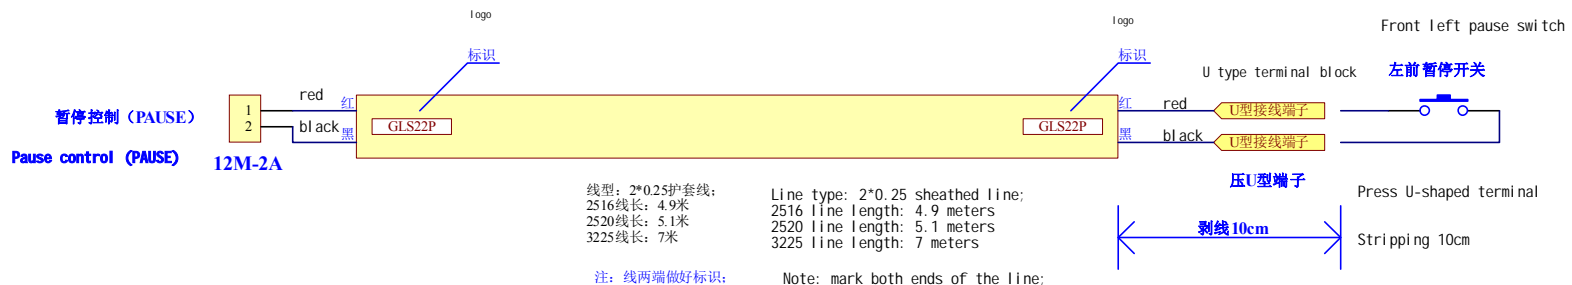 logo
logo
Front left pause switch
标识
标识
U type terminal block
左前暂停开关
red
红
红
red
U型接线端子
暂停控制（PAUSE）
1
2
black
黑
GLS22P
GLS22P
黑
black
U型接线端子
Pause control (PAUSE)
12M-2A
压U型端子
线型：2*0.25护套线；
2516线长：4.9米
2520线长：5.1米
3225线长：7米
Line type: 2*0.25 sheathed line;
2516 line length: 4.9 meters
2520 line length: 5.1 meters
3225 line length: 7 meters
Press U-shaped terminal
剥线10cm
Stripping 10cm
注：线两端做好标识；
Note: mark both ends of the line;